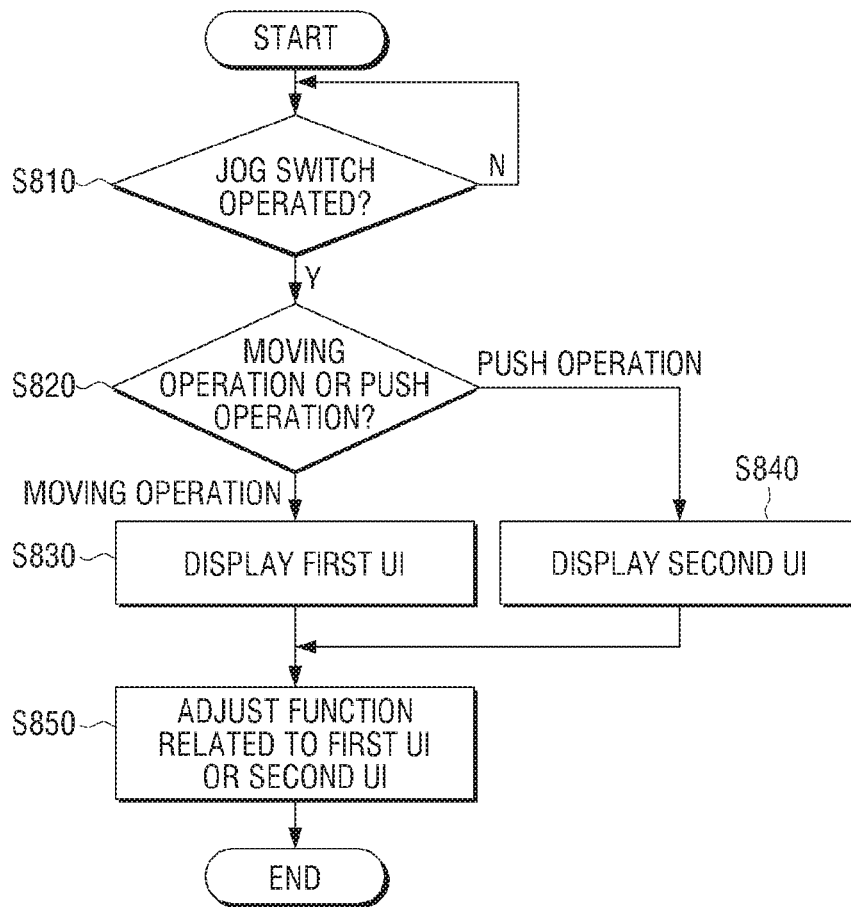 START
S810
JOG SWITCH
OPERATED?
N
Y
S820
MOVING
OPERATION OR PUSH
OPERATION?
PUSH OPERATION
MOVING OPERATION
S840
S830
DISPLAY FIRST UI
DISPLAY SECOND UI
S850
ADJUST FUNCTION
RELATED TO FIRST UI
OR SECOND UI
END